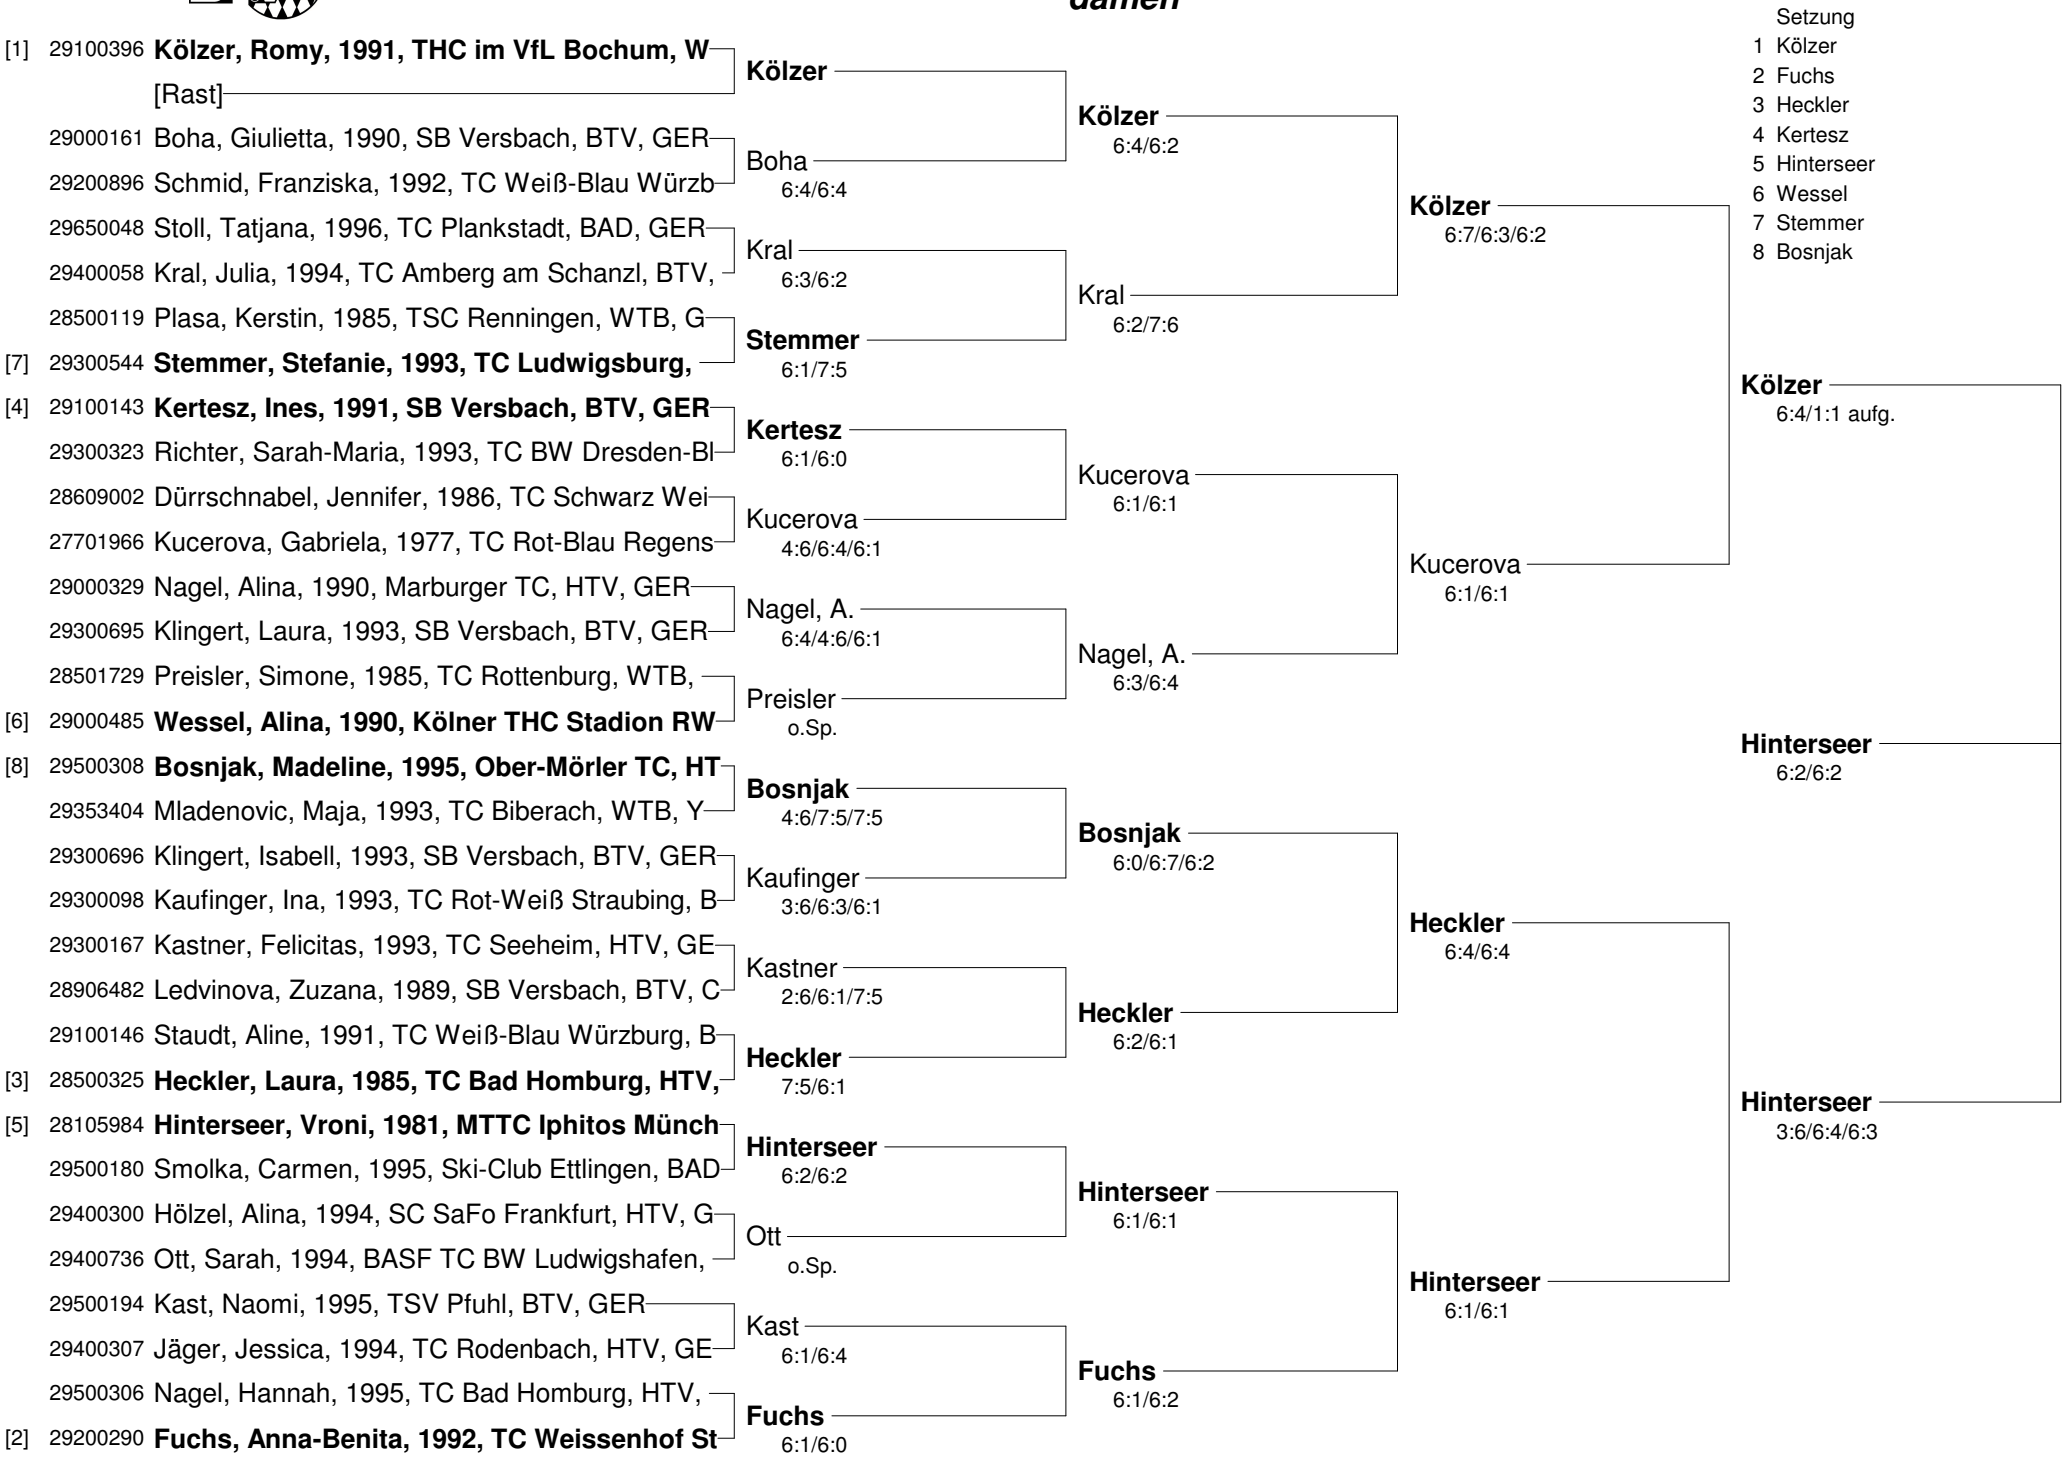 damen
Setzung
1 Kölzer
2 Fuchs
3 Heckler
4 Kertesz
5 Hinterseer
6 Wessel
7 Stemmer
8 Bosnjak
[1] 29100396 Kölzer, Romy, 1991, THC im VfL Bochum, W
[Rast]
29000161 Boha, Giulietta, 1990, SB Versbach, BTV, GER
29200896 Schmid, Franziska, 1992, TC Weiß-Blau Würzb
29650048 Stoll, Tatjana, 1996, TC Plankstadt, BAD, GER
29400058 Kral, Julia, 1994, TC Amberg am Schanzl, BTV,
28500119 Plasa, Kerstin, 1985, TSC Renningen, WTB, G
[7] 29300544 Stemmer, Stefanie, 1993, TC Ludwigsburg,
[4] 29100143 Kertesz, Ines, 1991, SB Versbach, BTV, GER
29300323 Richter, Sarah-Maria, 1993, TC BW Dresden-Bl
28609002 Dürrschnabel, Jennifer, 1986, TC Schwarz Wei
27701966 Kucerova, Gabriela, 1977, TC Rot-Blau Regens
29000329 Nagel, Alina, 1990, Marburger TC, HTV, GER
29300695 Klingert, Laura, 1993, SB Versbach, BTV, GER
28501729 Preisler, Simone, 1985, TC Rottenburg, WTB,
[6] 29000485 Wessel, Alina, 1990, Kölner THC Stadion RW
[8] 29500308 Bosnjak, Madeline, 1995, Ober-Mörler TC, HT
29353404 Mladenovic, Maja, 1993, TC Biberach, WTB, Y
29300696 Klingert, Isabell, 1993, SB Versbach, BTV, GER
29300098 Kaufinger, Ina, 1993, TC Rot-Weiß Straubing, B
29300167 Kastner, Felicitas, 1993, TC Seeheim, HTV, GE
28906482 Ledvinova, Zuzana, 1989, SB Versbach, BTV, C
29100146 Staudt, Aline, 1991, TC Weiß-Blau Würzburg, B
[3] 28500325 Heckler, Laura, 1985, TC Bad Homburg, HTV,
[5] 28105984 Hinterseer, Vroni, 1981, MTTC Iphitos Münch
29500180 Smolka, Carmen, 1995, Ski-Club Ettlingen, BAD
29400300 Hölzel, Alina, 1994, SC SaFo Frankfurt, HTV, G
29400736 Ott, Sarah, 1994, BASF TC BW Ludwigshafen,
29500194 Kast, Naomi, 1995, TSV Pfuhl, BTV, GER
29400307 Jäger, Jessica, 1994, TC Rodenbach, HTV, GE
29500306 Nagel, Hannah, 1995, TC Bad Homburg, HTV,
[2] 29200290 Fuchs, Anna-Benita, 1992, TC Weissenhof St
Kölzer
Boha
6:4/6:4
Kral
6:3/6:2
Stemmer
6:1/7:5
Kertesz
6:1/6:0
Kucerova
4:6/6:4/6:1
Nagel, A.
6:4/4:6/6:1
Preisler
o.Sp.
Bosnjak
4:6/7:5/7:5
Kaufinger
3:6/6:3/6:1
Kastner
2:6/6:1/7:5
Heckler
7:5/6:1
Hinterseer
6:2/6:2
Ott
o.Sp.
Kast
6:1/6:4
Fuchs
6:1/6:0
Kölzer
6:4/6:2
Kral
6:2/7:6
Kucerova
6:1/6:1
Nagel, A.
6:3/6:4
Bosnjak
6:0/6:7/6:2
Heckler
6:2/6:1
Hinterseer
6:1/6:1
Fuchs
6:1/6:2
Kölzer
6:7/6:3/6:2
Kucerova
6:1/6:1
Heckler
6:4/6:4
Hinterseer
6:1/6:1
Kölzer
6:4/1:1 aufg.
Hinterseer
6:2/6:2
Hinterseer
3:6/6:4/6:3